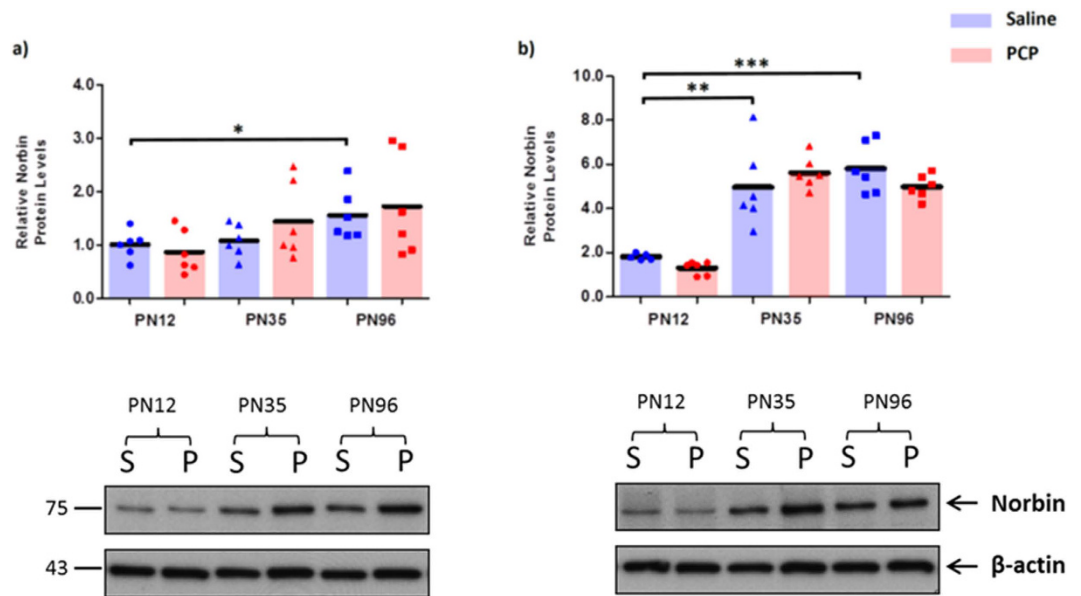 Saline
PCP
a)
Relative Norbin
Protein Levels
4.0
3.0
2.0
1.0
0.0
*
PN12 PN35 PN96
b)
Relative Norbin
Protein Levels
10.0
8.0
6.0
4.0
2.0
0.0
***
**
PN12 PN35 PN96
PN12 PN35 PN96
S P S P S P
75
43
PN12 PN35 PN96
S P S P S P
Norbin
β-actin